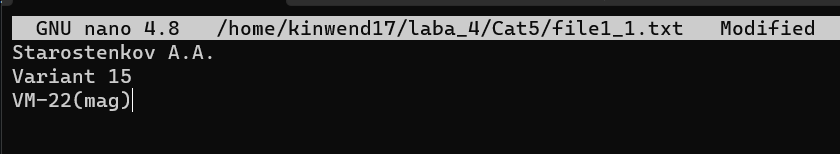 GNU nano 4.8 /home/kinwend17/laba_4/Cat5/file1_1.txt Modified
Starostenkov A.A.
Variant 15
VM-22(mag)